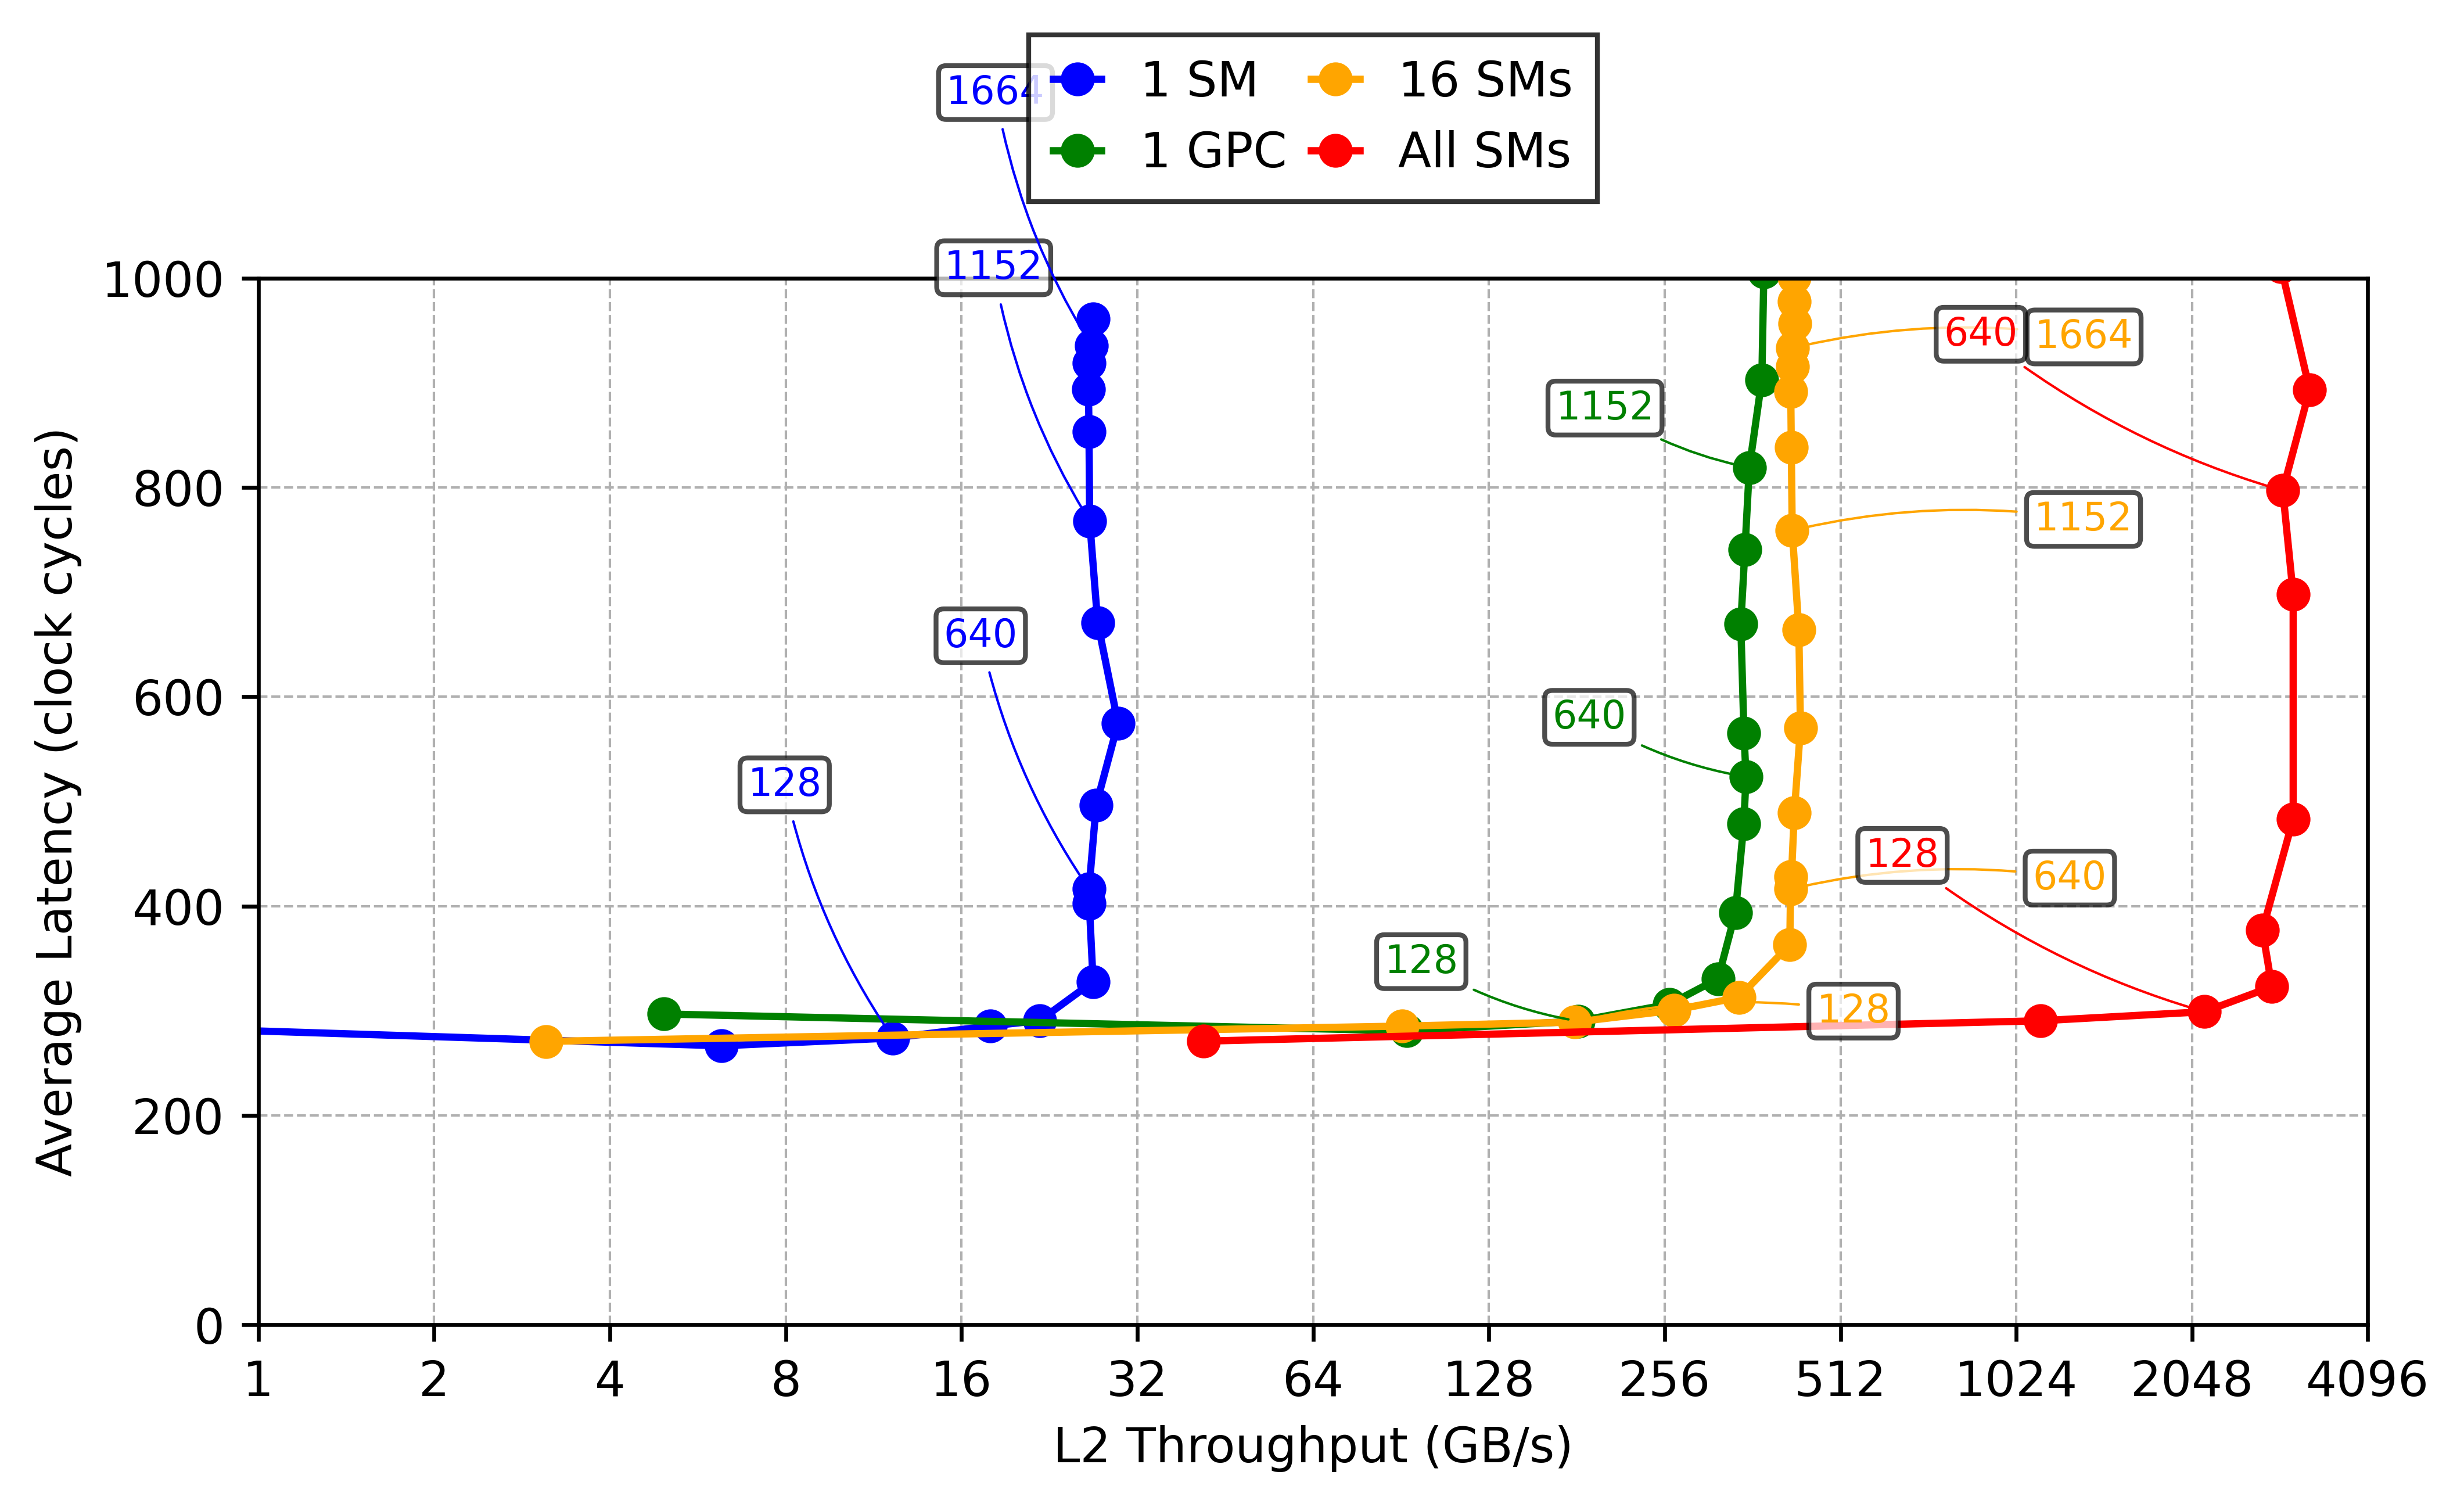 1 SM
16 SMs
1 GPC
All SMs
1664
1152
1000
640
1664
1152
800
1152
640
600
640
128
128
640
400
128
128
200
0
1 2 4 8 16 32 64 128 256 512 1024 2048 4096
Average Latency (clock cycles)
L2 Throughput (GB/s)